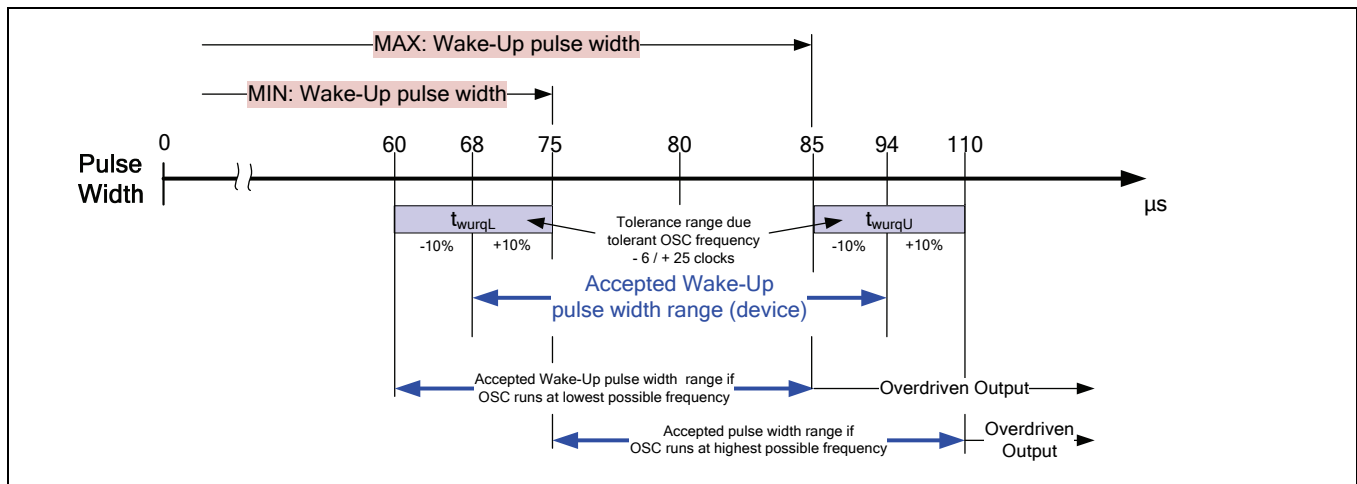 MAX: Wake-Up pulse width
MIN: Wake-Up pulse width
0 60 68 75 80 85 94 110
Pulse
Width
µs
twurqL
-10% +10%
Tolerance range due
tolerant OSC frequency
- 6 / + 25 clocks
twurqU
-10% +10%
Accepted Wake-Up
pulse width range (device)
Accepted Wake-Up pulse width range if
OSC runs at lowest possible frequency
Overdriven Output
Accepted pulse width range if
OSC runs at highest possible frequency
Overdriven
Output